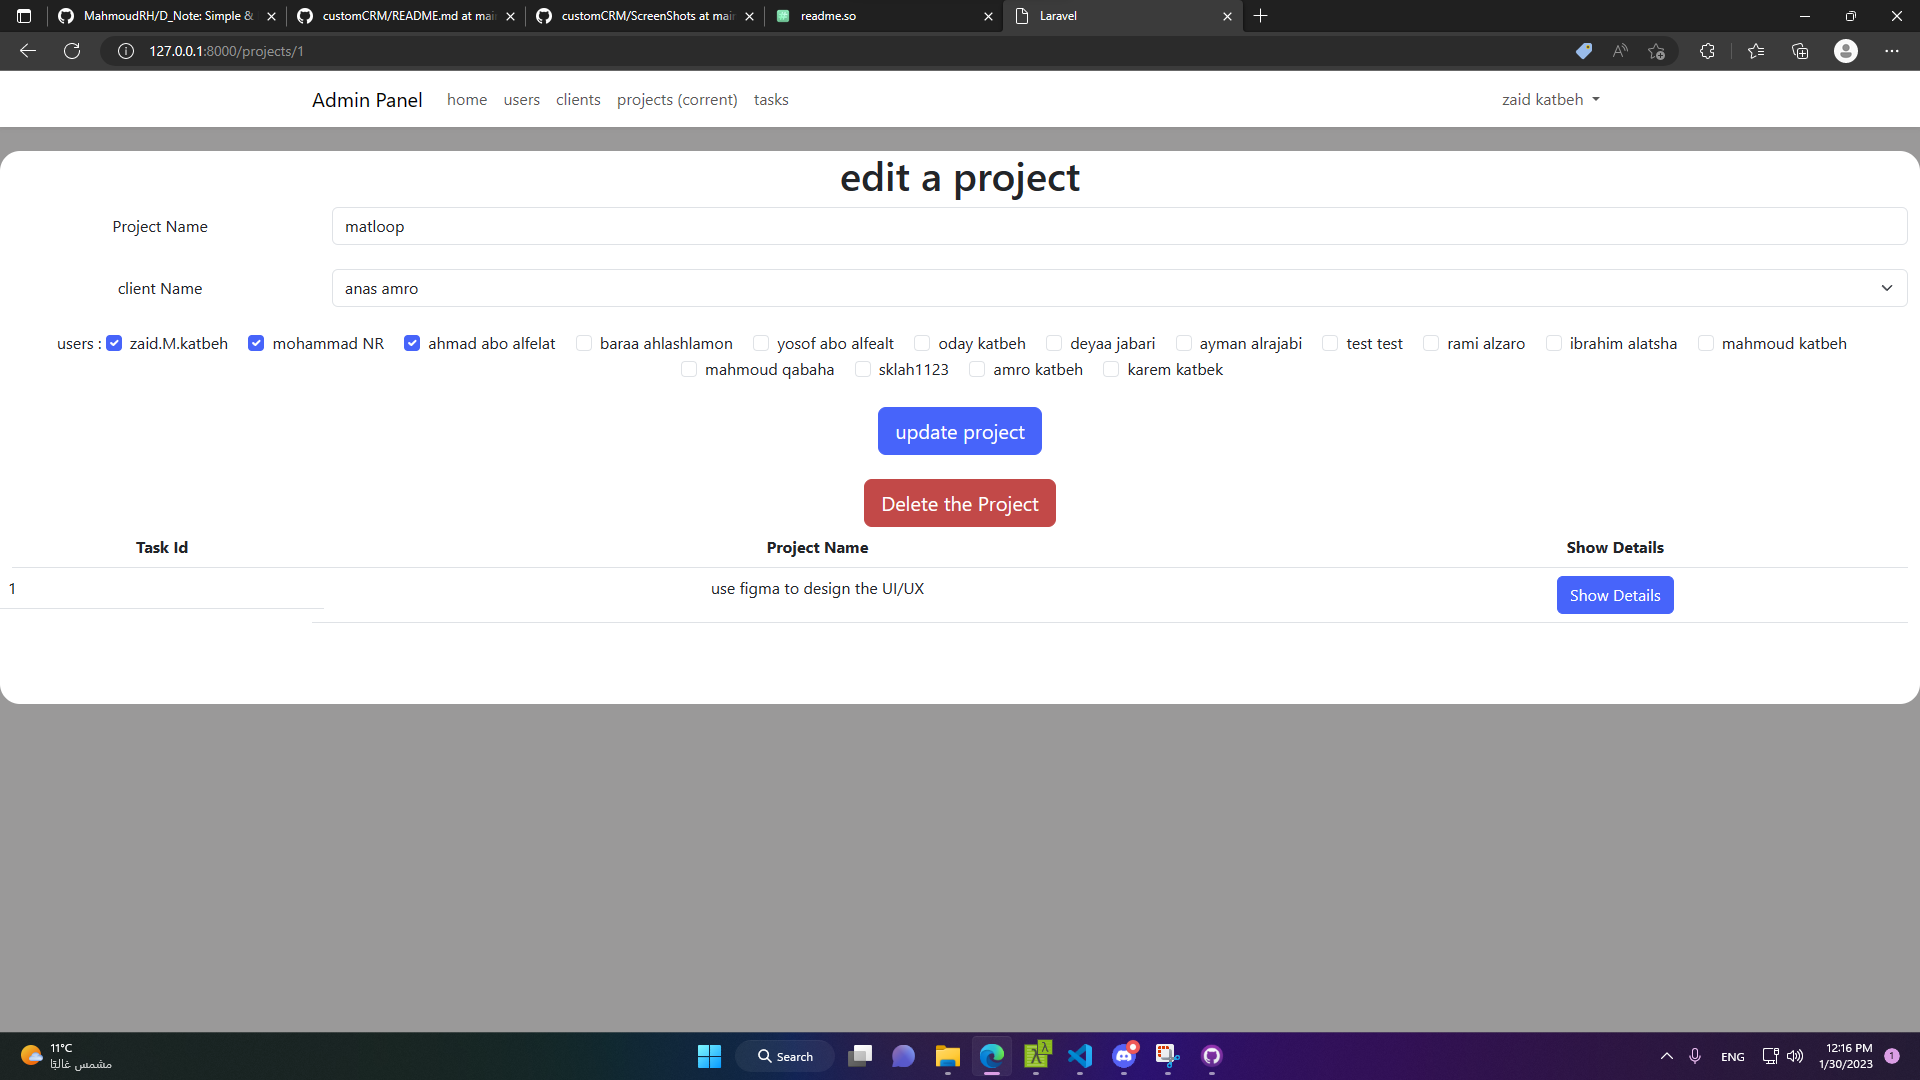 MahmoudRH/D_Note: Simple &
customCRM/README.md at mai
customCRM/ScreenShots at mai
readme.so
Laravel
127.0.0.1:8000/projects/1
Admin Panel home users clients projects (corrent) tasks zaid katbeh
edit a project
Project Name matloop
client Name anas amro
users : zaid.M.katbeh mohammad NR ahmad abo alfelat baraa ahlashlamon yosof abo alfealt oday katbeh deyaa jabari ayman alrajabi test test rami alzaro ibrahim alatsha mahmoud katbeh
mahmoud qabaha sklah1123 amro katbeh karem katbek
update project
Delete the Project
Task Id Project Name Show Details
1 use figma to design the UI/UX Show Details
11°C
مشمس غالبًا
Search
ENG
12:16 PM
1/30/2023
1